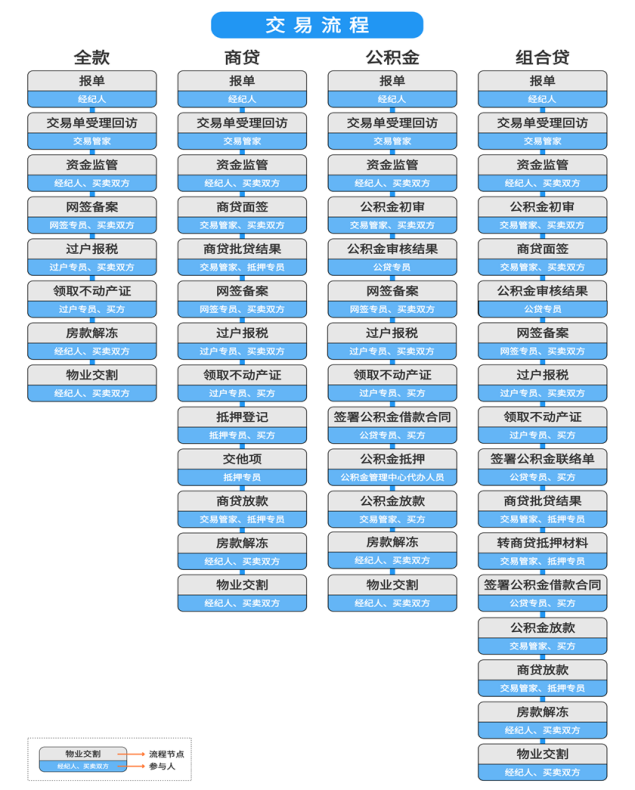 交易流程
全款
报单
经纪人
交易单受理回访
交易管家
资金监管
经纪人、买卖双方
网签备案
网签专员、买卖双方
过户报税
过户专员、买卖双方
领取不动产证
过户专员、买方
房款解冻
经纪人、买卖双方
物业交割
经纪人、买卖双方
商贷
报单
经纪人
交易单受理回访
交易管家
资金监管
经纪人、买卖双方
商贷面签
交易管家、买卖双方
商贷批贷结果
交易管家、抵押专员
网签备案
网签专员、买卖双方
过户报税
过户专员、买卖双方
领取不动产证
过户专员、买方
抵押登记
抵押专员、买方
交他项
抵押专员
商贷放款
交易管家、抵押专员
房款解冻
经纪人、买卖双方
物业交割
经纪人、买卖双方
公积金
报单
经纪人
交易单受理回访
交易管家
资金监管
经纪人、买卖双方
公积金初审
交易管家、买卖双方
公积金审核结果
公贷专员
网签备案
网签专员、买卖双方
过户报税
过户专员、买卖双方
领取不动产证
过户专员、买方
签署公积金借款合同
公贷专员、买方
公积金抵押
公积金管理中心代办人员
公积金放款
交易管家、买方
房款解冻
经纪人、买卖双方
物业交割
经纪人、买卖双方
组合贷
报单
经纪人
交易单受理回访
交易管家
资金监管
经纪人、买卖双方
公积金初审
交易管家、买卖双方
商贷面签
交易管家、买卖双方
公积金审核结果
公贷专员
网签备案
网签专员、买卖双方
过户报税
过户专员、买卖双方
领取不动产证
过户专员、买方
签署公积金联络单
公贷专员、买方
商贷批贷结果
交易管家、抵押专员
转商贷抵押材料
交易管家、抵押专员
签署公积金借款合同
公贷专员、买方
公积金放款
交易管家、买方
商贷放款
交易管家、抵押专员
房款解冻
经纪人、买卖双方
物业交割
经纪人、买卖双方
物业交割 流程节点
经纪人、买卖双方 参与人